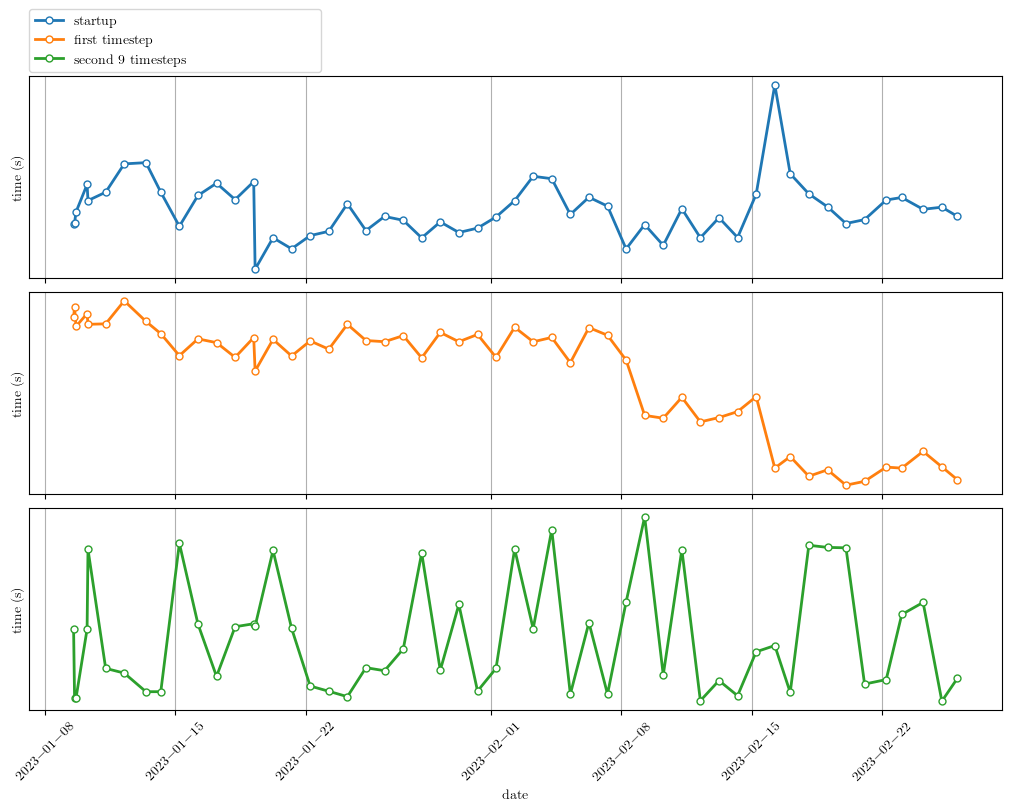 startup
first timestep
second 9 timesteps
time (s)
time (s)
time (s)
2023−01−08
2023−01−15
2023−01−22
2023−02−01
2023−02−08
2023−02−15
2023−02−22
date